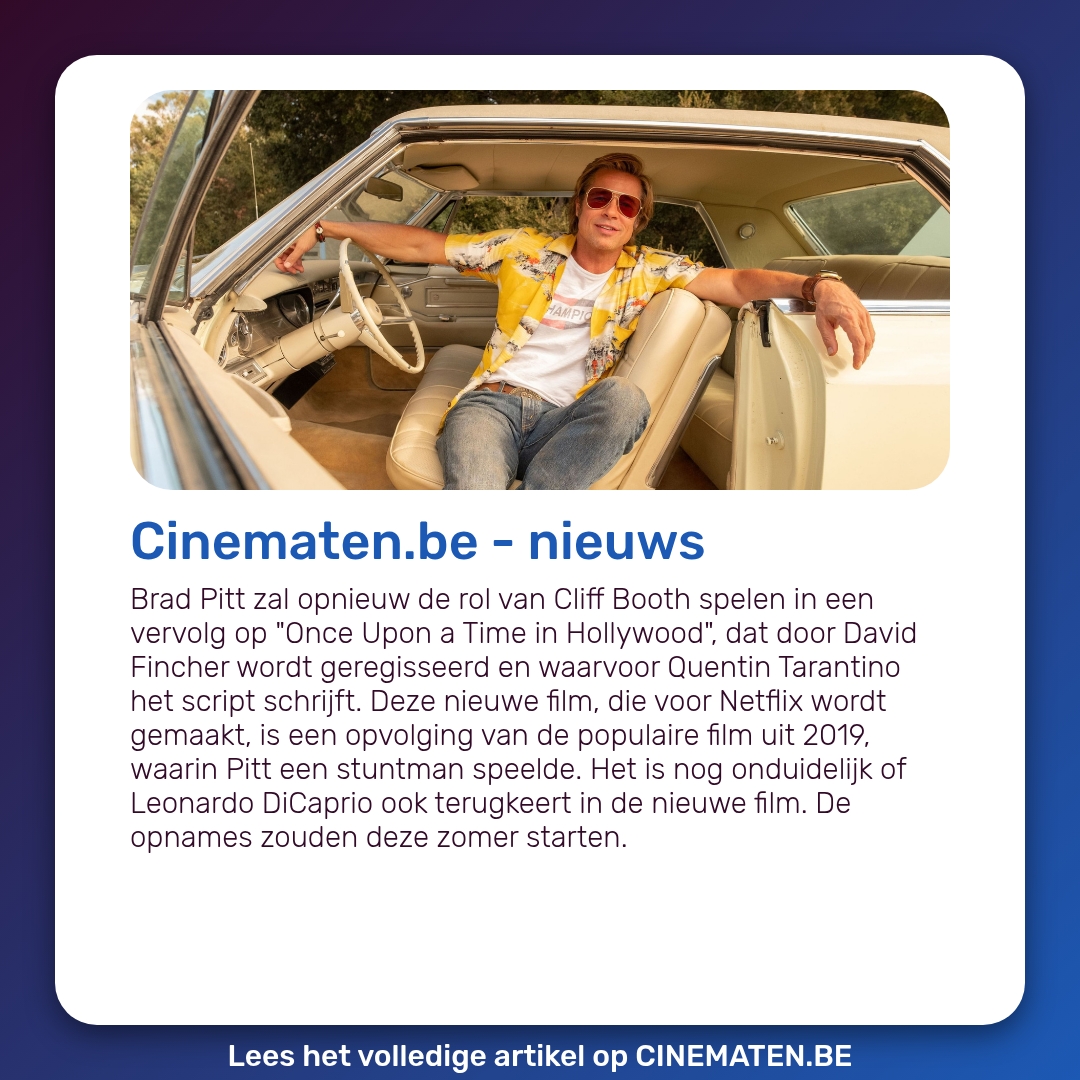 CHAMPIO
Cinematen.be - nieuws
Brad Pitt zal opnieuw de rol van Cliff Booth spelen in een
vervolg op "Once Upon a Time in Hollywood", dat door David
Fincher wordt geregisseerd en waarvoor Quentin Tarantino
het script schrijft. Deze nieuwe film, die voor Netflix wordt
gemaakt, is een opvolging van de populaire film uit 2019,
waarin Pitt een stuntman speelde. Het is nog onduidelijk of
Leonardo DiCaprio ook terugkeert in de nieuwe film. De
opnames zouden deze zomer starten.
Lees het volledige artikel op CINEMATEN.BE